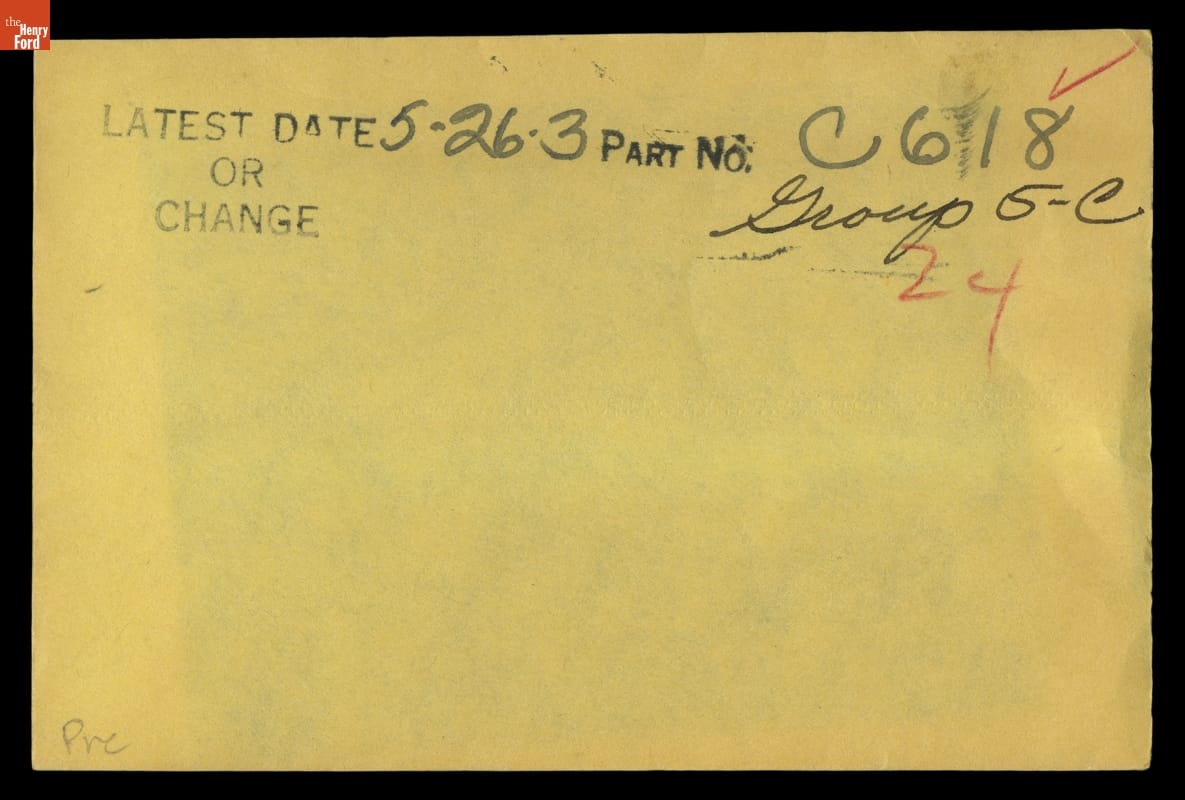 the
Henry
Ford
LATEST DATE 5-26-3 PART NO. C618
OR
CHANGE
Group 5-C
24
Pre